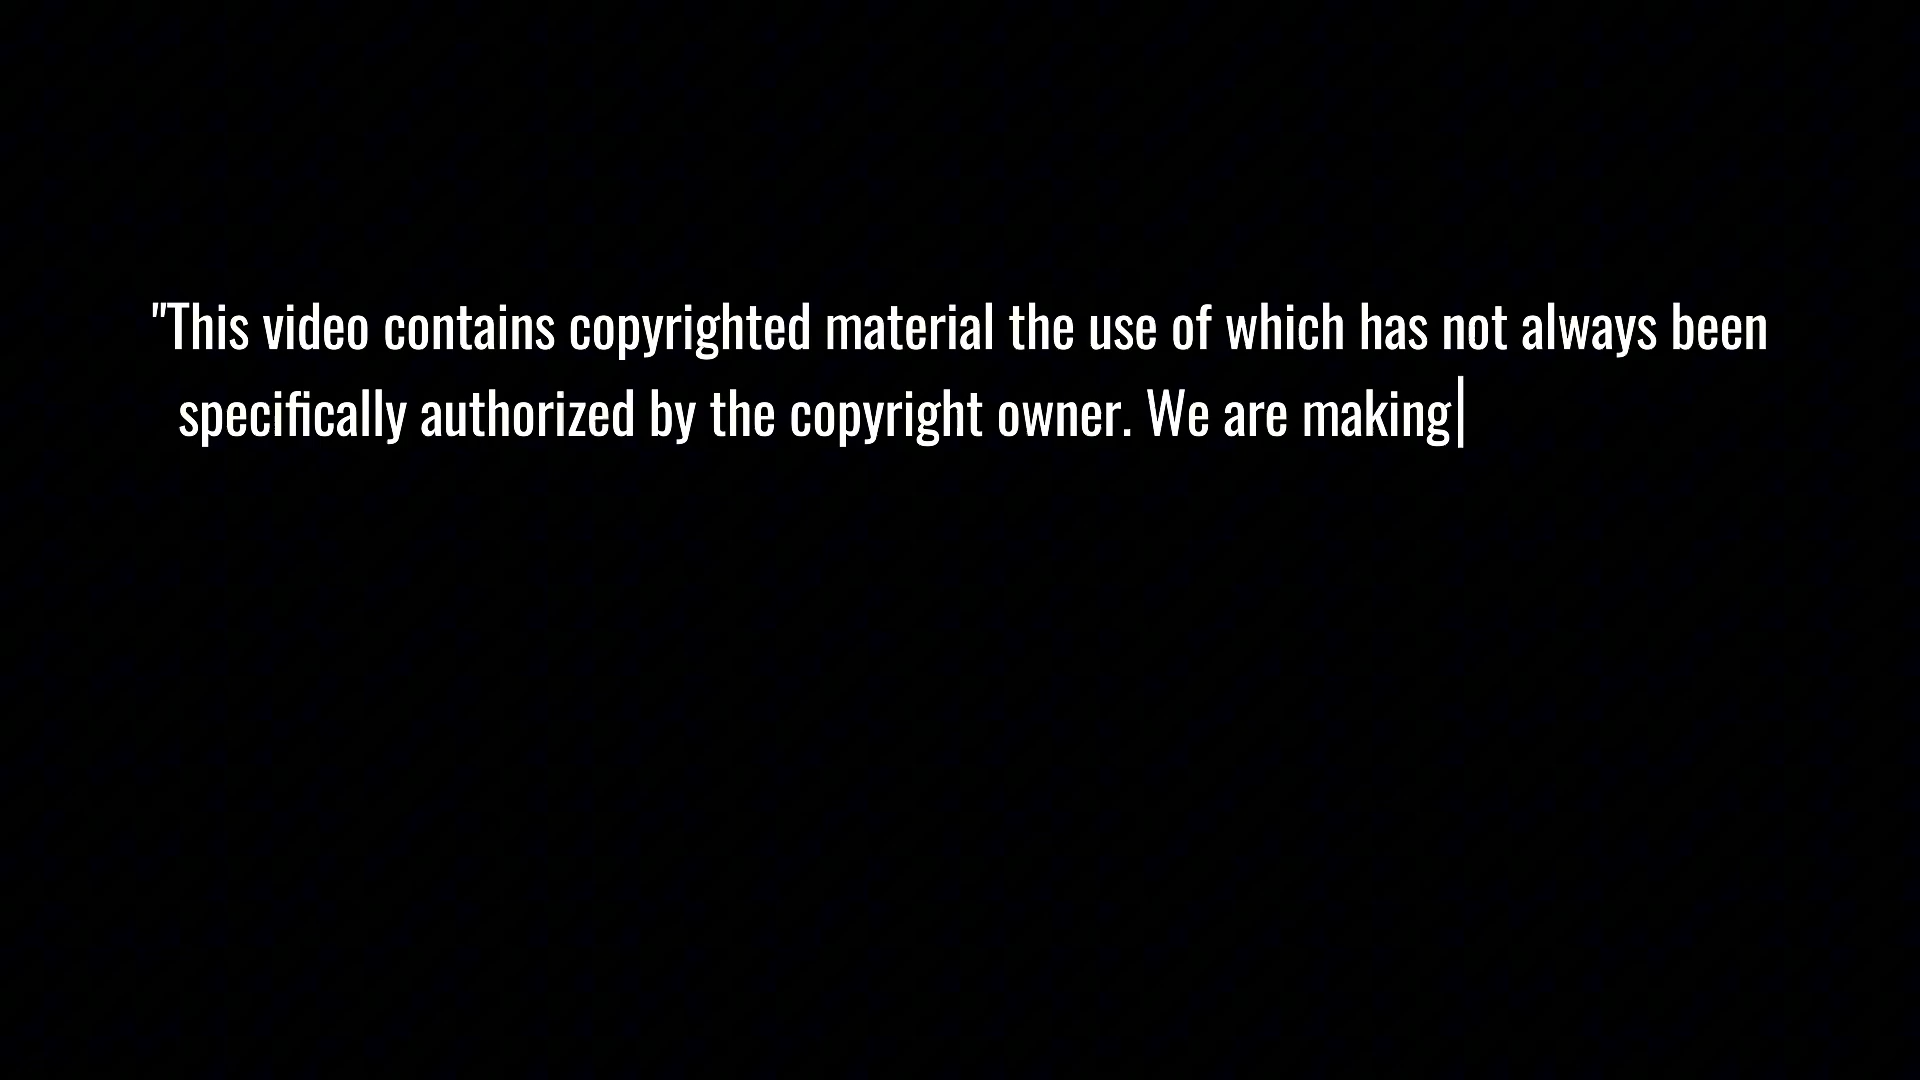 "This video contains copyrighted material the use of which has not always been
specifically authorized by the copyright owner. We are making